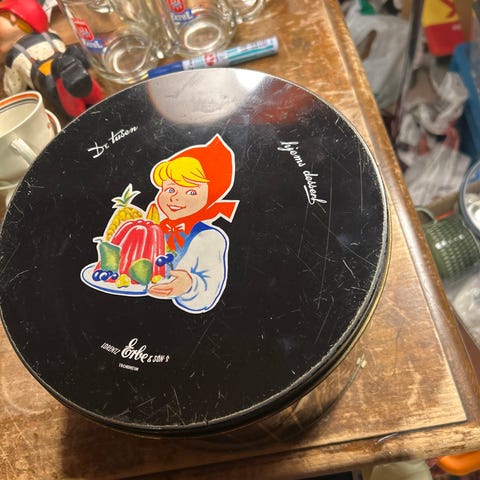 De tusen
hjems dessert
LORENTZ Erbe & SØN A/S
TRONDHEIM